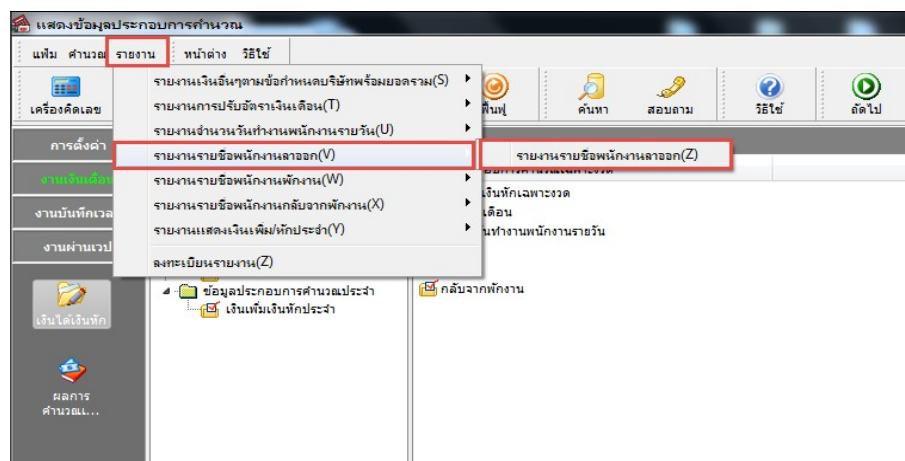 แสดงข้อมูลประกอบการคำนวณ
แฟ้ม คำนวณ รายงาน หน้าต่าง วิธีใช้
เครื่องคิดเลข ฟื้นฟู ค้นหา สอบถาม วิธีใช้ ถัดไป
รายงานเงินอื่นๆตามข้อกำหนดบริษัทพร้อมยอดรวม(S)
รายงานการปรับอัตราเงินเดือน(T)
รายงานจำนวนวันทำงานพนักงานรายวัน(U)
รายงานรายชื่อพนักงานลาออก(V)
รายงานรายชื่อพนักงานลาออก(Z)
รายงานรายชื่อพนักงานพักงาน(W)
รายงานรายชื่อพนักงานกลับจากพักงาน(X)
รายงานแสดงเงินเพิ่ม/หักประจำ(Y)
ลงทะเบียนรายงาน(Z)
การตั้งค่า
งานเงินเดือน
งานบันทึกเวลา
งานผ่านเวป
เงินได้เงินหัก
ผลการ
คำนวณเ...
ข้อมูลประกอบการคำนวณประจำ
เงินเพิ่มเงินหักประจำ
เงินหักเฉพาะงวด
เดือน
นทำงานพนักงานรายวัน
กลับจากพักงาน